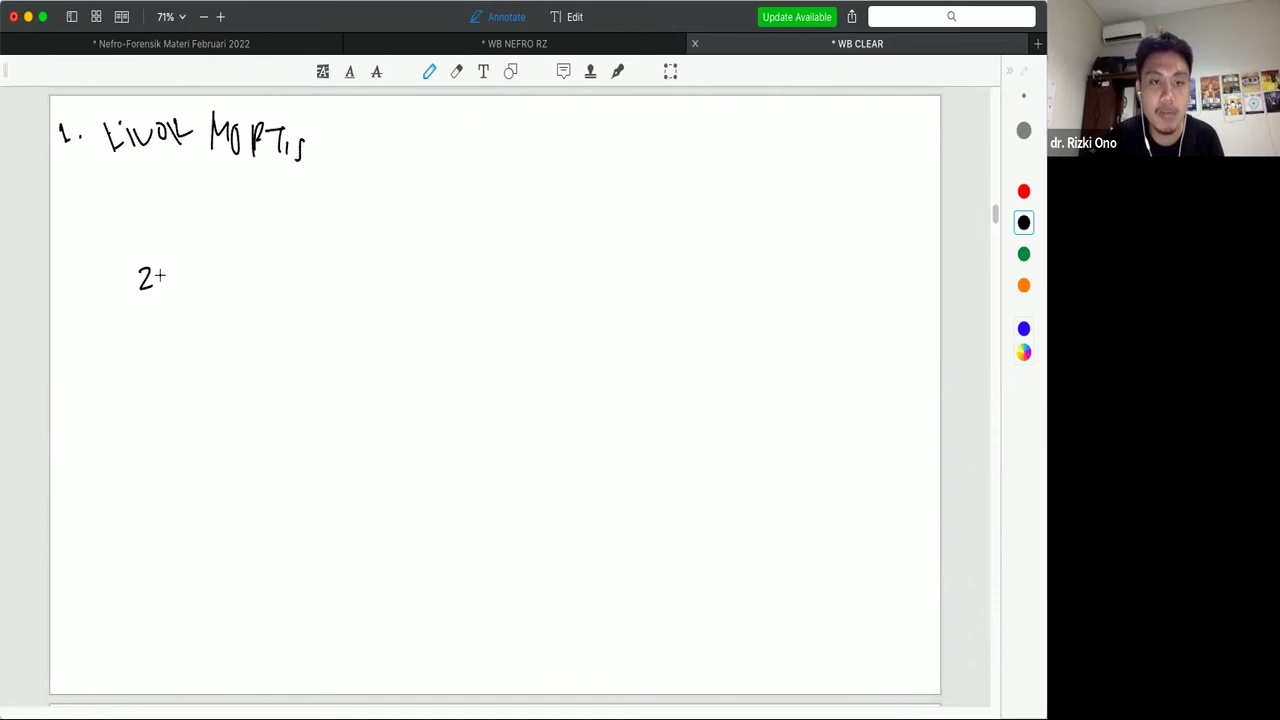 71%
Annotate
Edit
Update Available
* Nefro-Forensik Materi Februari 2022
* WB NEFRO RZ
* WB CLEAR
1. LIVOR MORTIS
2
dr. Rizki Ono